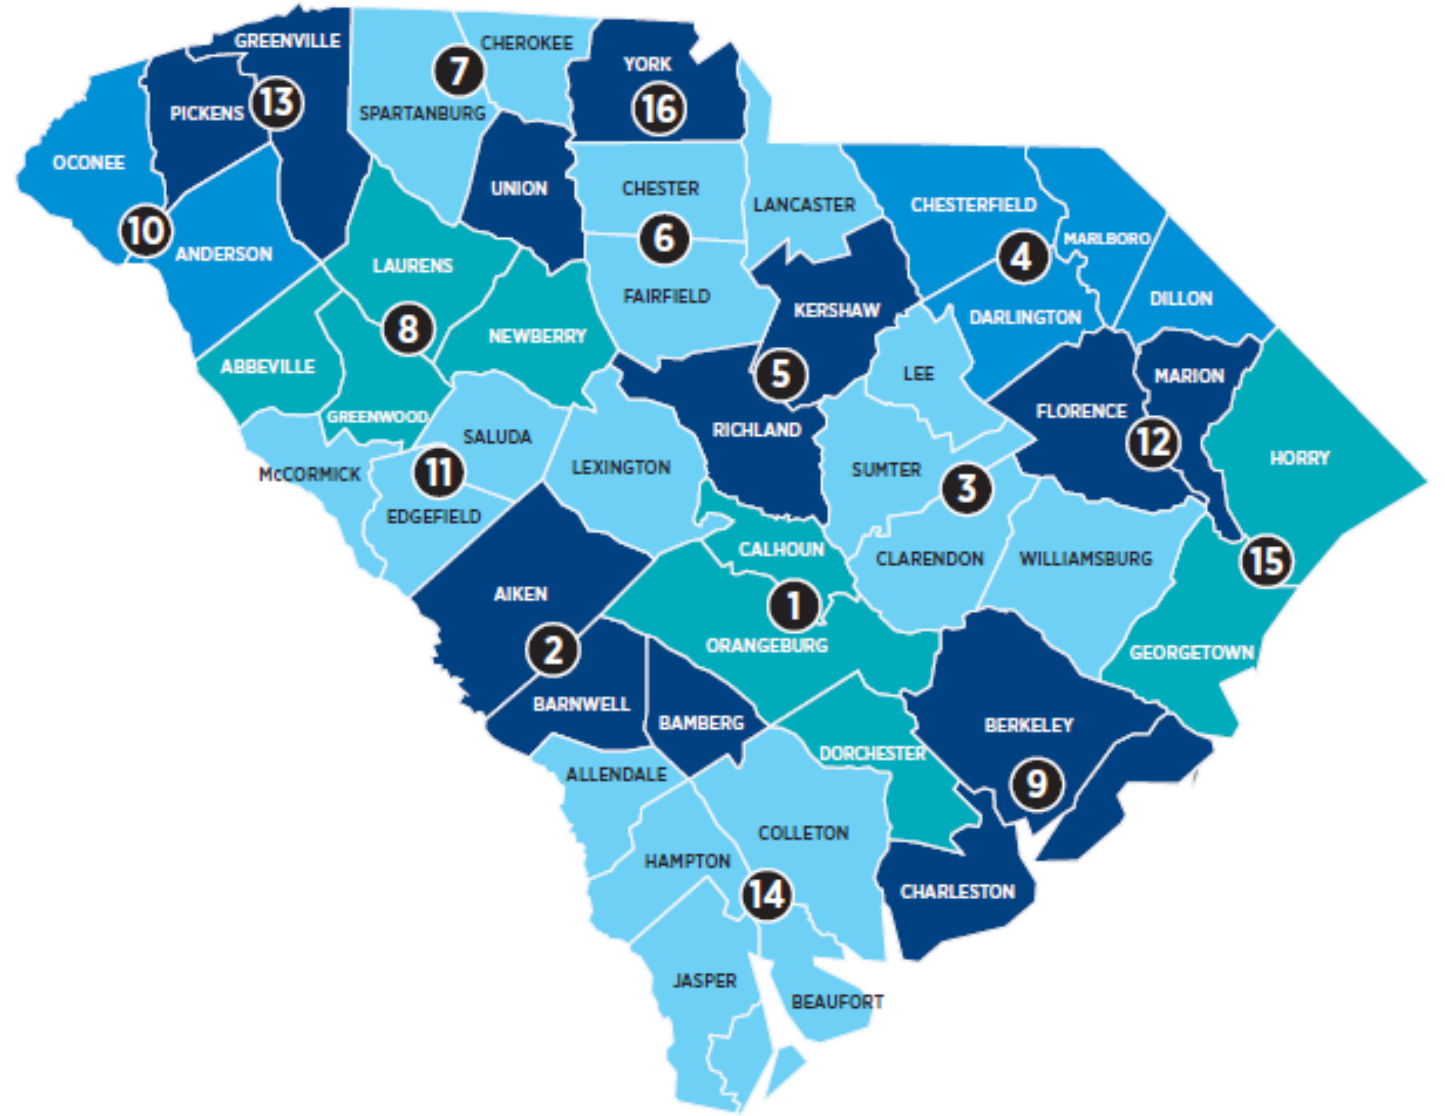 GREENVILLE
CHEROKEE
YORK
7
13
16
PICKENS
SPARTANBURG
OCONEE
UNION
CHESTER
LANCASTER
CHESTERFIELD
10
6
MARLBORO
ANDERSON
4
LAURENS
FAIRFIELD
DILLON
KERSHAW
DARLINGTON
8
NEWBERRY
ABBEVILLE
5
LEE
MARION
GREENWOOD
FLORENCE
RICHLAND
SALUDA
12
HORRY
McCORMICK
11
LEXINGTON
SUMTER
3
EDGEFIELD
CALHOUN
CLARENDON
WILLIAMSBURG
15
AIKEN
1
ORANGEBURG
2
GEORGETOWN
BARNWELL
BAMBERG
BERKELEY
DORCHESTER
ALLENDALE
9
COLLETON
HAMPTON
14
CHARLESTON
JASPER
BEAUFORT